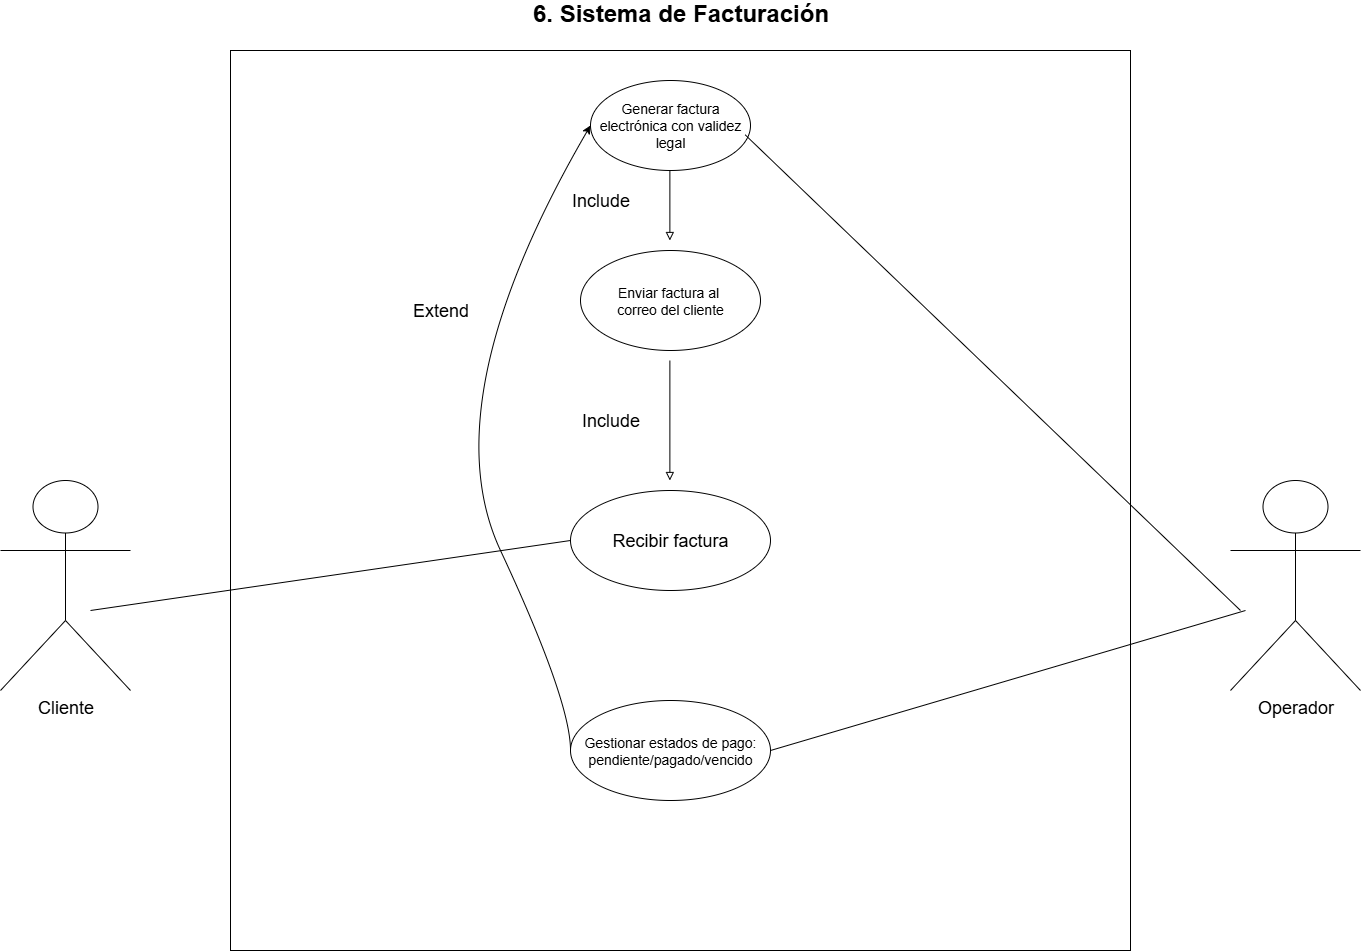 6. Sistema de Facturación
Generar factura
electrónica con validez
legal
Include
Enviar factura al
correo del cliente
Extend
Include
Recibir factura
Cliente
Operador
Gestionar estados de pago:
pendiente/pagado/vencido